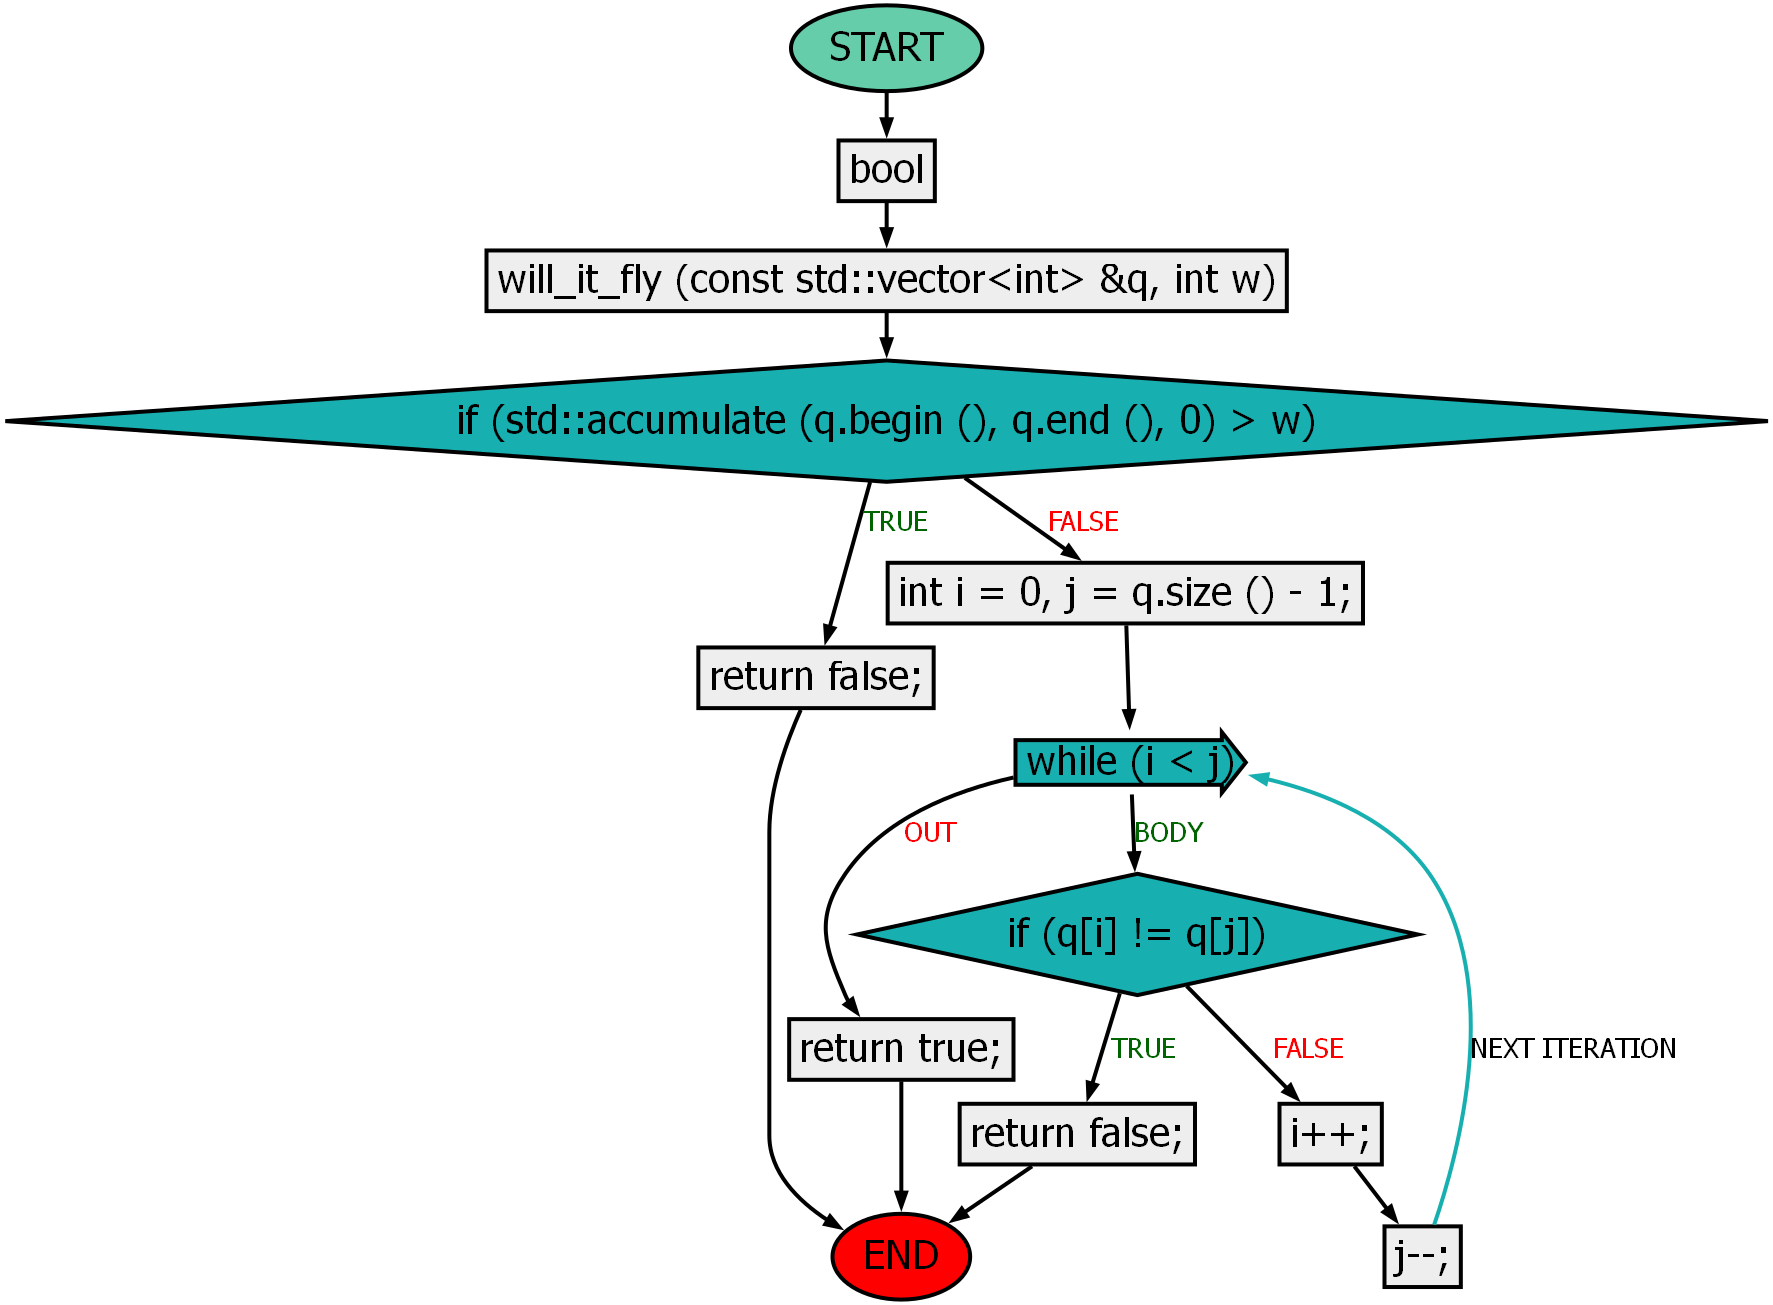 START
bool
will_it_fly (const std::vector<int> &q, int w)
if (std::accumulate (q.begin (), q.end (), 0) > w)
TRUE
FALSE
int i = 0, j = q.size () - 1;
return false;
while (i < j)
OUT
BODY
if (q[i] != q[j])
TRUE
FALSE
NEXT ITERATION
return true;
return false;
i++;
END
j--;